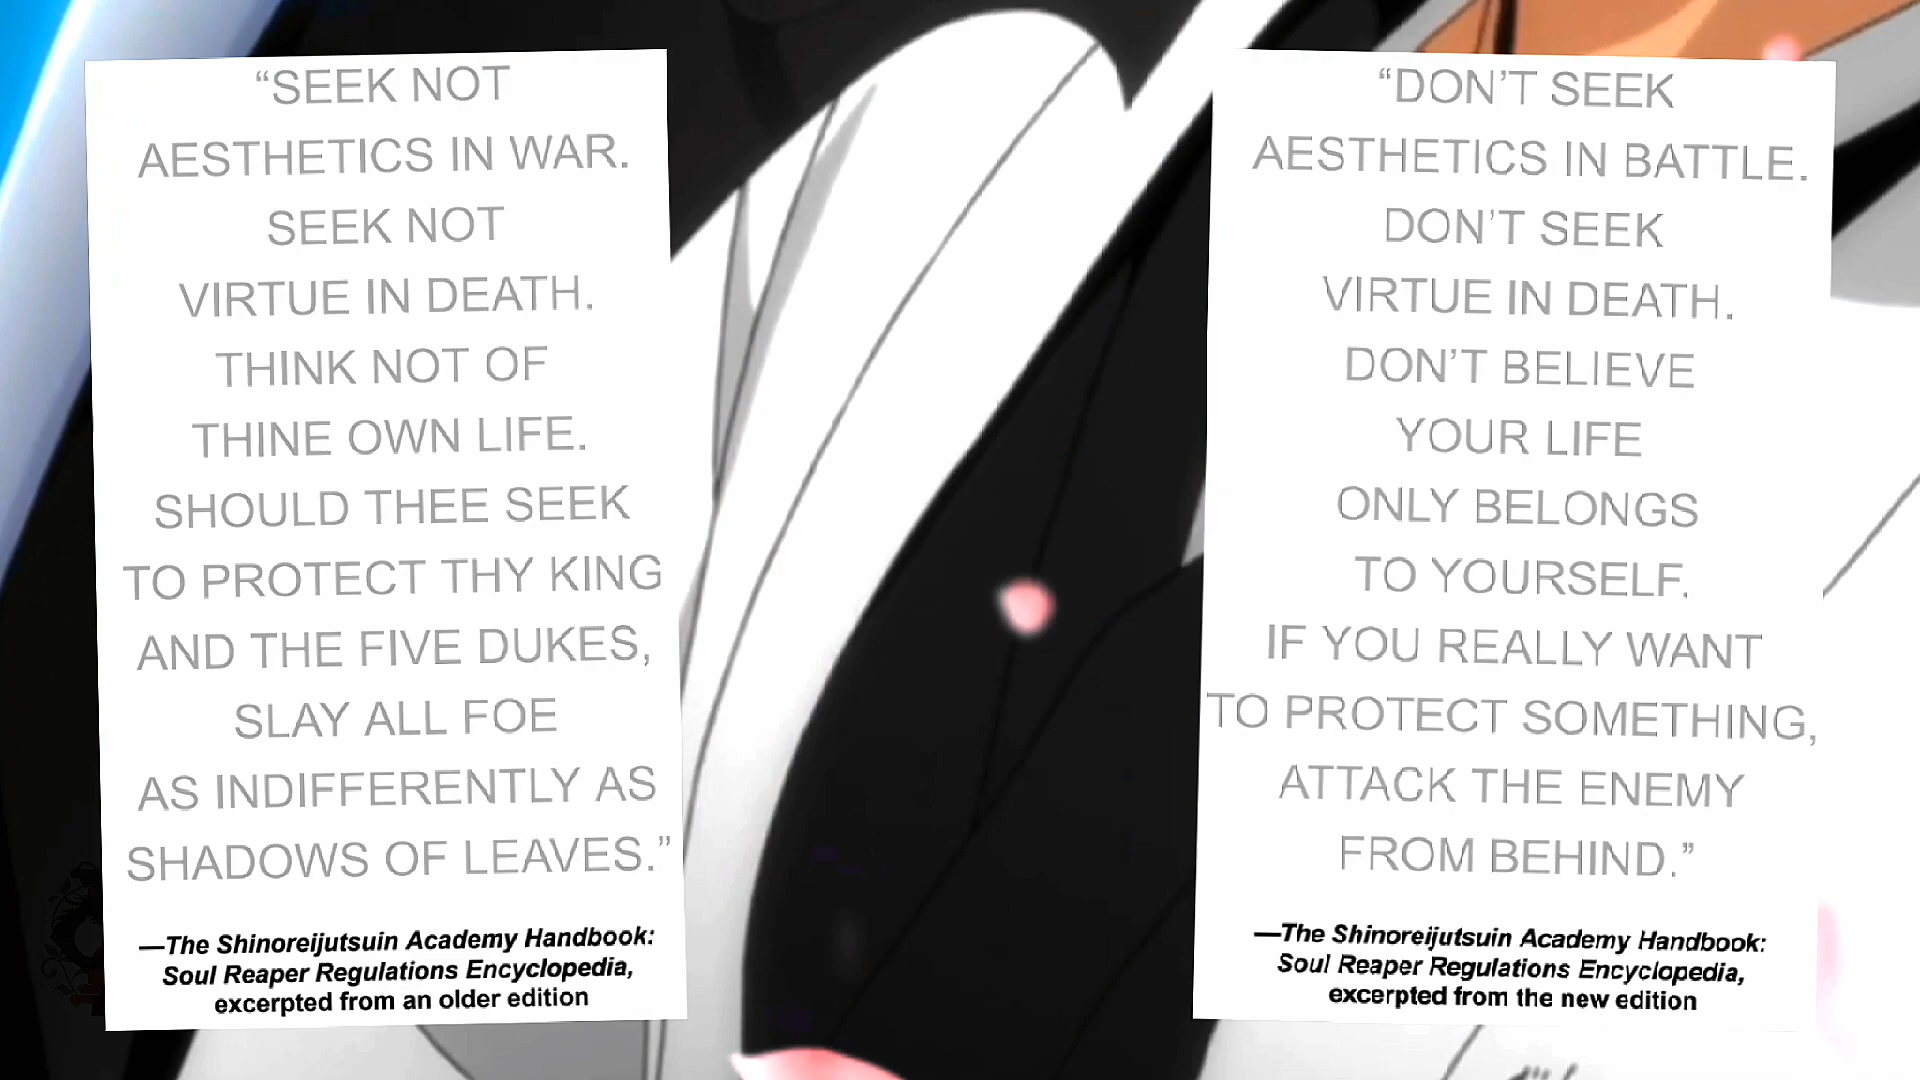 “SEEK NOT
AESTHETICS IN WAR.
SEEK NOT
VIRTUE IN DEATH.
THINK NOT OF
THINE OWN LIFE.
SHOULD THEE SEEK
TO PROTECT THY KING
AND THE FIVE DUKES,
SLAY ALL FOE
AS INDIFFERENTLY AS
SHADOWS OF LEAVES.”
—The Shinoreijutsuin Academy Handbook:
Soul Reaper Regulations Encyclopedia,
excerpted from an older edition
“DON’T SEEK
AESTHETICS IN BATTLE.
DON’T SEEK
VIRTUE IN DEATH.
DON’T BELIEVE
YOUR LIFE
ONLY BELONGS
TO YOURSELF.
IF YOU REALLY WANT
TO PROTECT SOMETHING,
ATTACK THE ENEMY
FROM BEHIND.”
—The Shinoreijutsuin Academy Handbook:
Soul Reaper Regulations Encyclopedia,
excerpted from the new edition